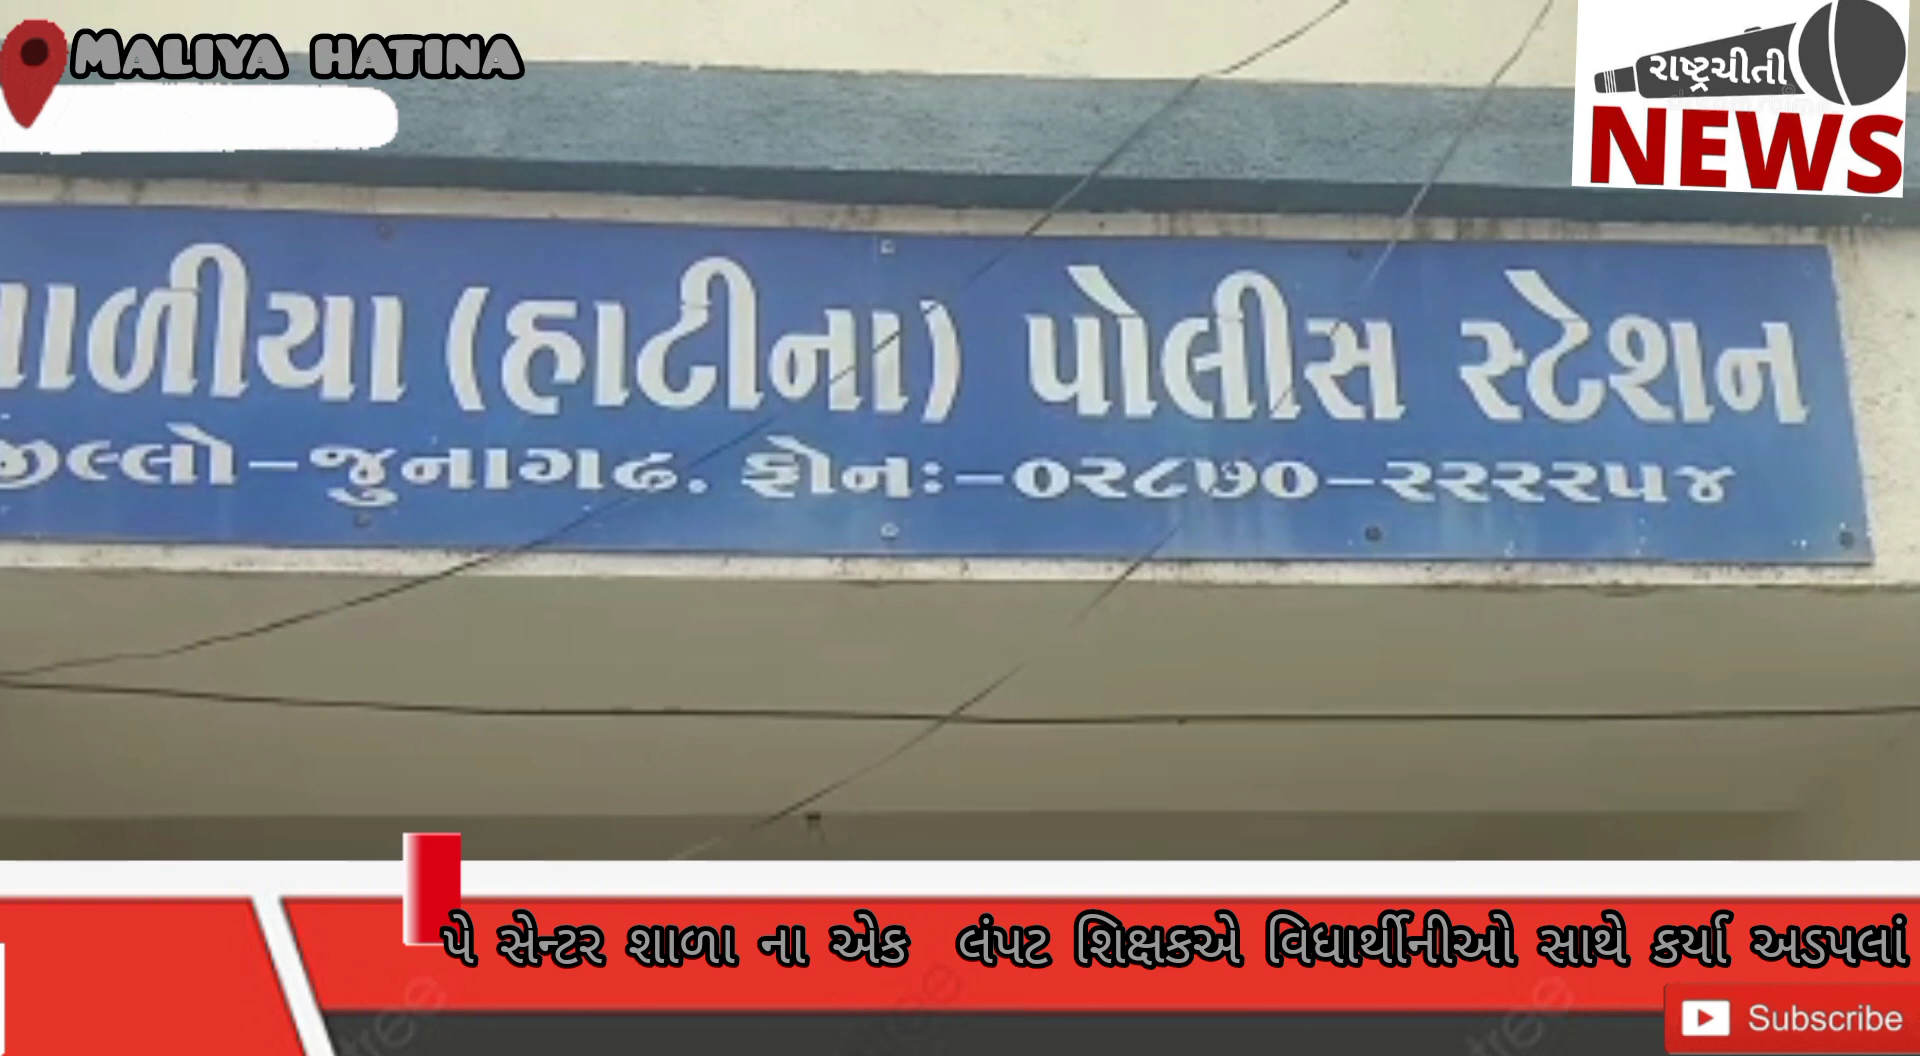 MALIYA HATINA
રાષ્ટ્રચીતી
NEWS
ાળીયા (હાટીના) પોલીસ સ્ટેશન
જીલ્લો-જુનાગઢ. ફોનઃ-૦૨૮૭૦-૨૨૨૨૫૪
પે સેન્ટર શાળા ના એક લંપટ શિક્ષકએ વિધાર્થીનીઓ સાથે કર્યા અડપલાં
Subscribe